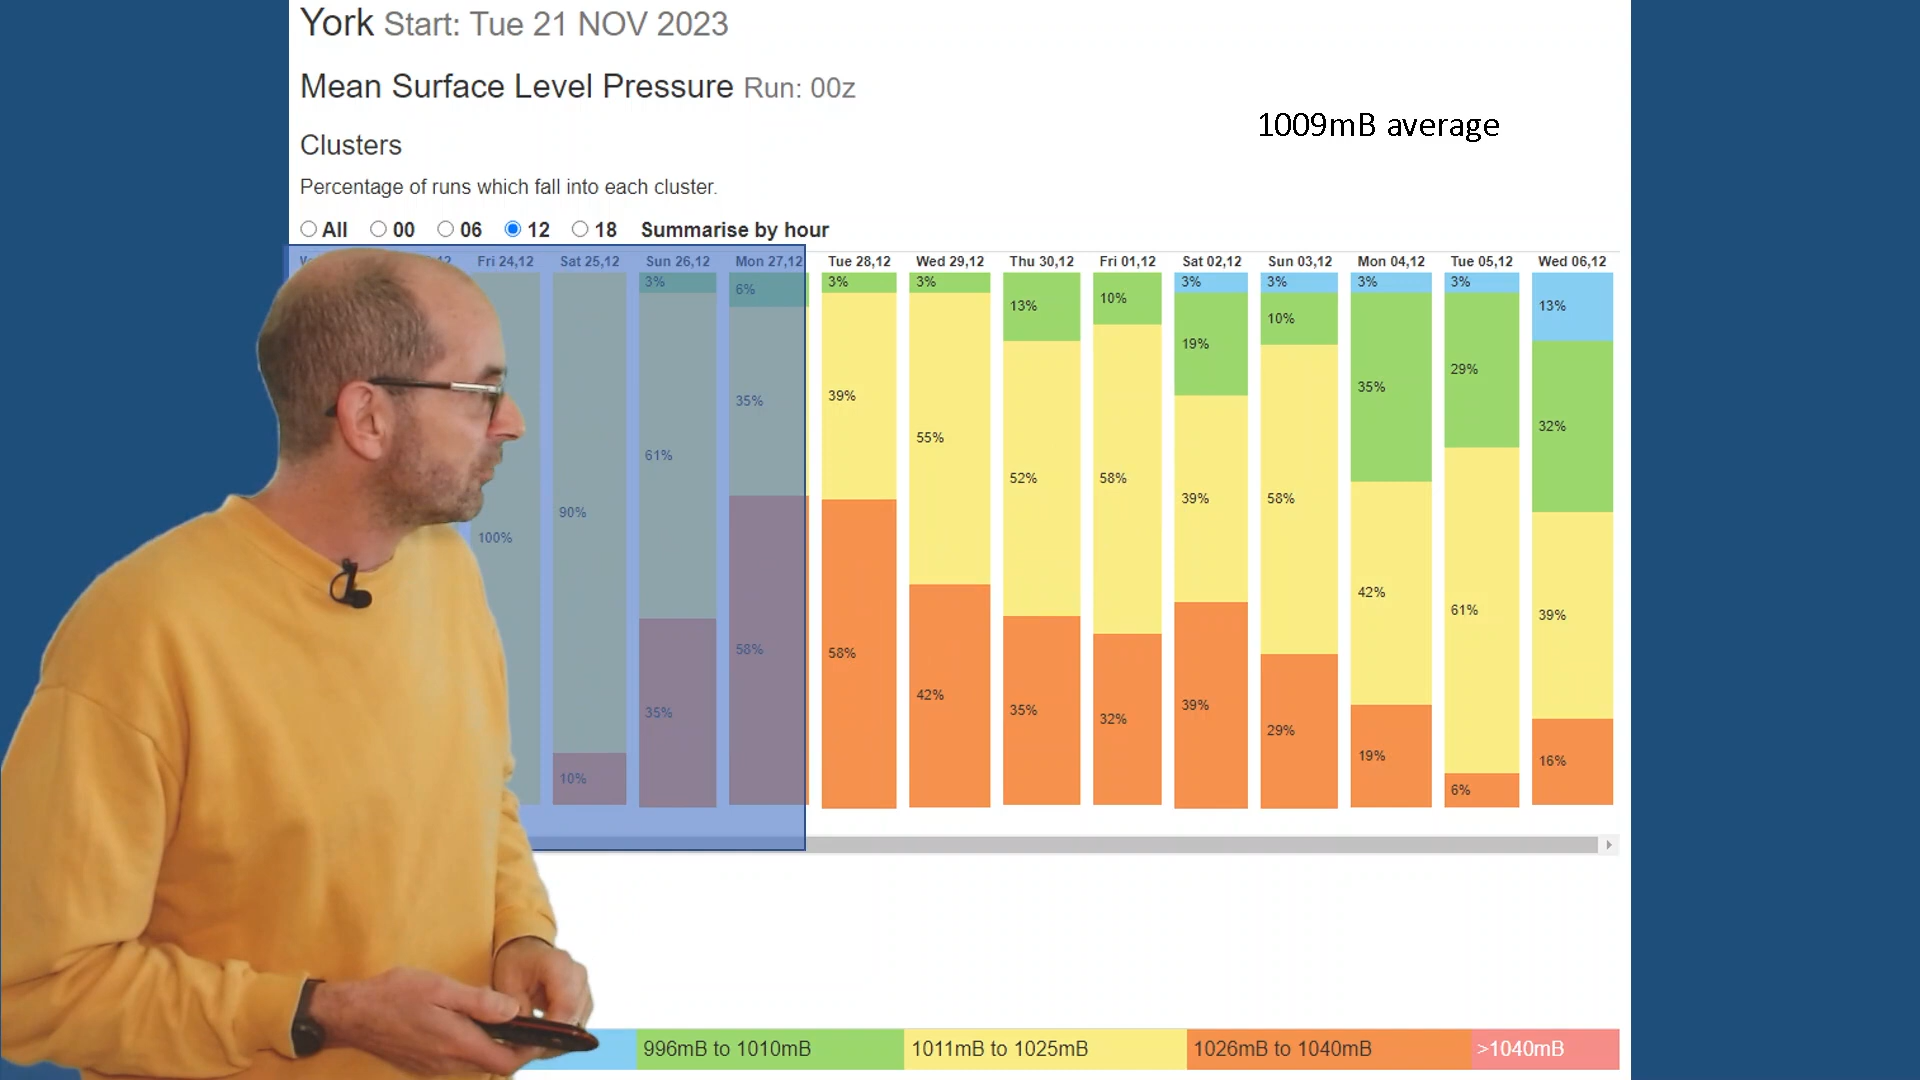 York Start: Tue 21 NOV 2023
Mean Surface Level Pressure Run: 00z
1009mB average
Clusters
Percentage of runs which fall into each cluster.
All 00 06 12 18 Summarise by hour
Fri 24,12 Sat 25,12 Sun 26,12 Mon 27,12 Tue 28,12 Wed 29,12 Thu 30,12 Fri 01,12 Sat 02,12 Sun 03,12 Mon 04,12 Tue 05,12 Wed 06,12
3% 6% 3% 3% 13% 10% 3% 3% 3% 3% 13%
19% 10% 35% 29% 32%
100% 90% 61% 35% 39% 55% 52% 58% 39% 58% 42% 61% 39%
10% 35% 58% 58% 42% 35% 32% 39% 29% 19% 6% 16%
996mB to 1010mB 1011mB to 1025mB 1026mB to 1040mB >1040mB